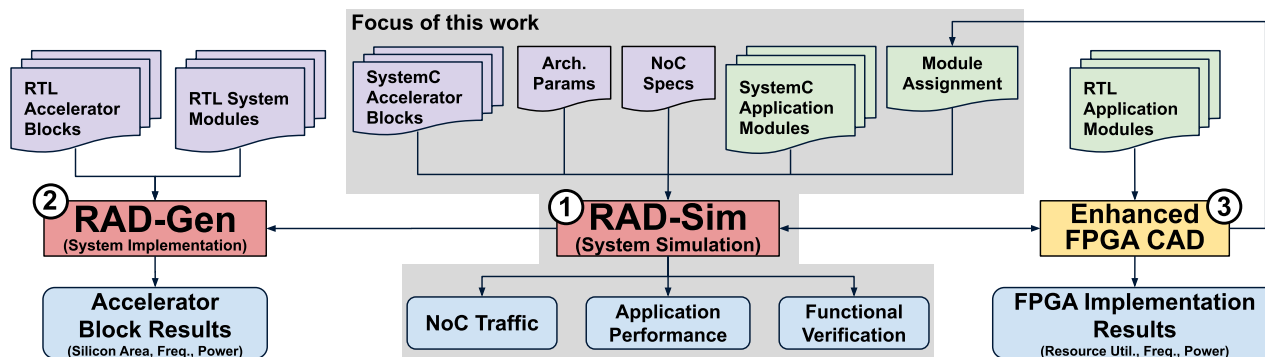 Focus of this work
RTL
Accelerator
Blocks
RTL System
Modules
SystemC
Accelerator
Blocks
Arch.
Params
NoC
Specs
SystemC
Application
Modules
Module
Assignment
RTL
Application
Modules
2
RAD-Gen
(System Implementation)
1
RAD-Sim
(System Simulation)
3
Enhanced
FPGA CAD
Accelerator
Block Results
(Silicon Area, Freq., Power)
NoC Traffic
Application
Performance
Functional
Verification
FPGA Implementation
Results
(Resource Util., Freq., Power)